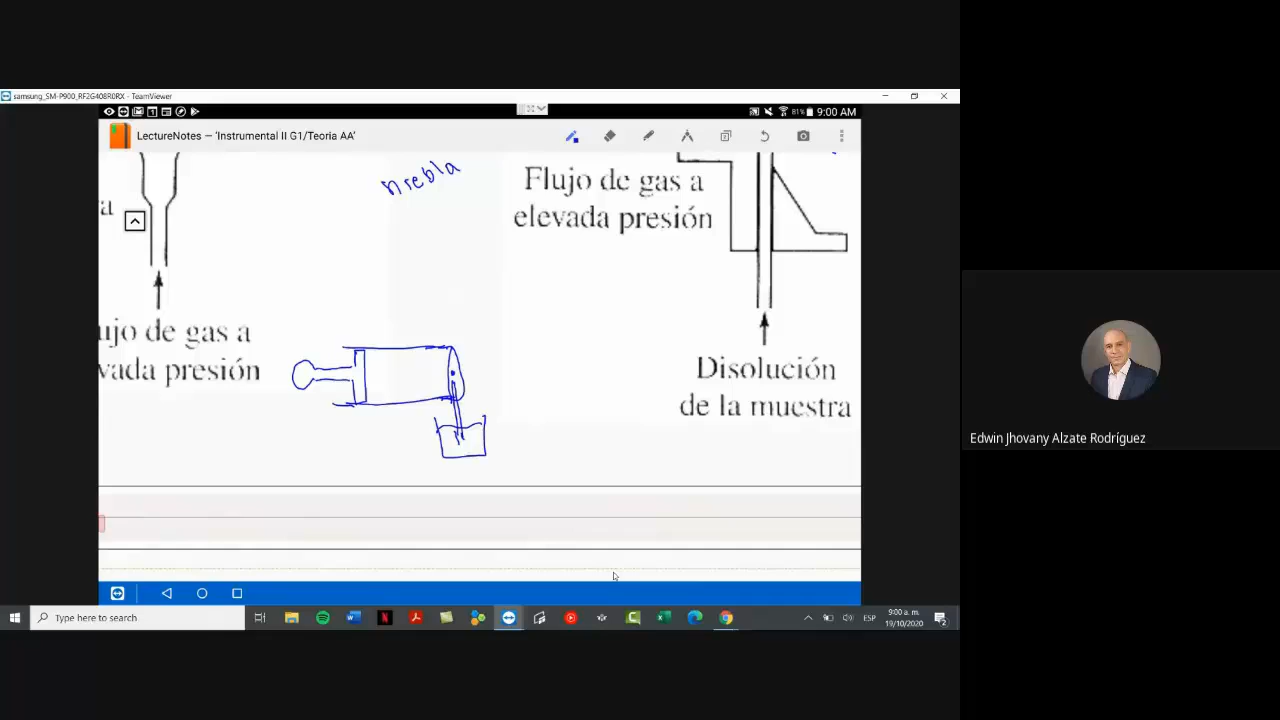 samsung_SM-P900_RF2G408R0RX - TeamViewer
81% 9:00 AM
LectureNotes — 'Instrumental II G1/Teoria AA'
niebla
a
Flujo de gas a
elevada presión
ujo de gas a
vada presión
Disolución
de la muestra
Edwin Jhovany Alzate Rodríguez
Type here to search
ESP
9:00 a. m.
19/10/2020